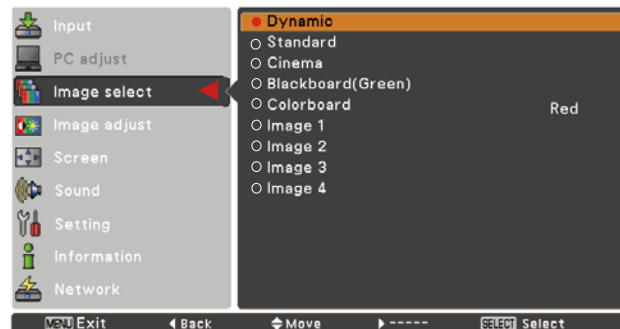 Input
PC adjust
Image select
Image adjust
Screen
Sound
Setting
Information
Network
Dynamic
Standard
Cinema
Blackboard(Green)
Colorboard Red
Image 1
Image 2
Image 3
Image 4
MENU Exit Back Move ----- SELECT Select